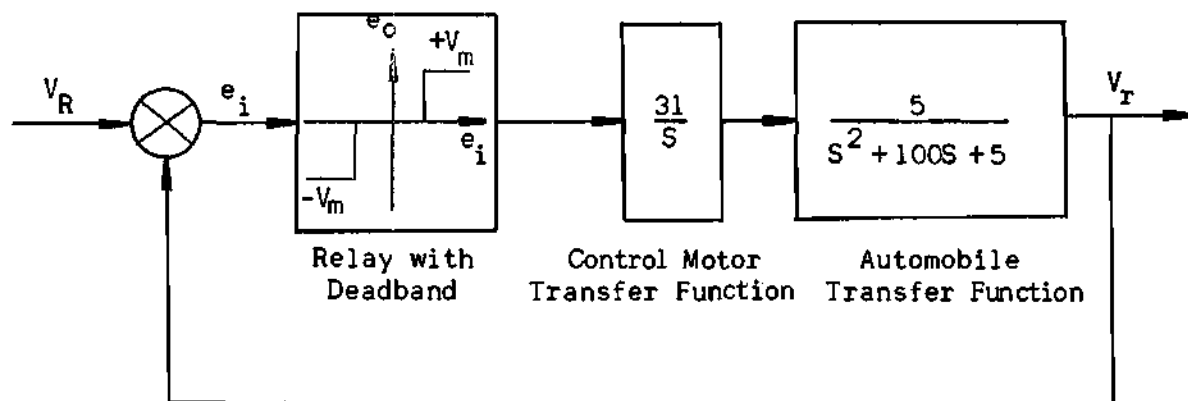 e_o
+V_m
V_R
e_i
e_i
-V_m
31
S
5
S^2 + 100S + 5
V_r
Relay with
Deadband
Control Motor
Transfer Function
Automobile
Transfer Function